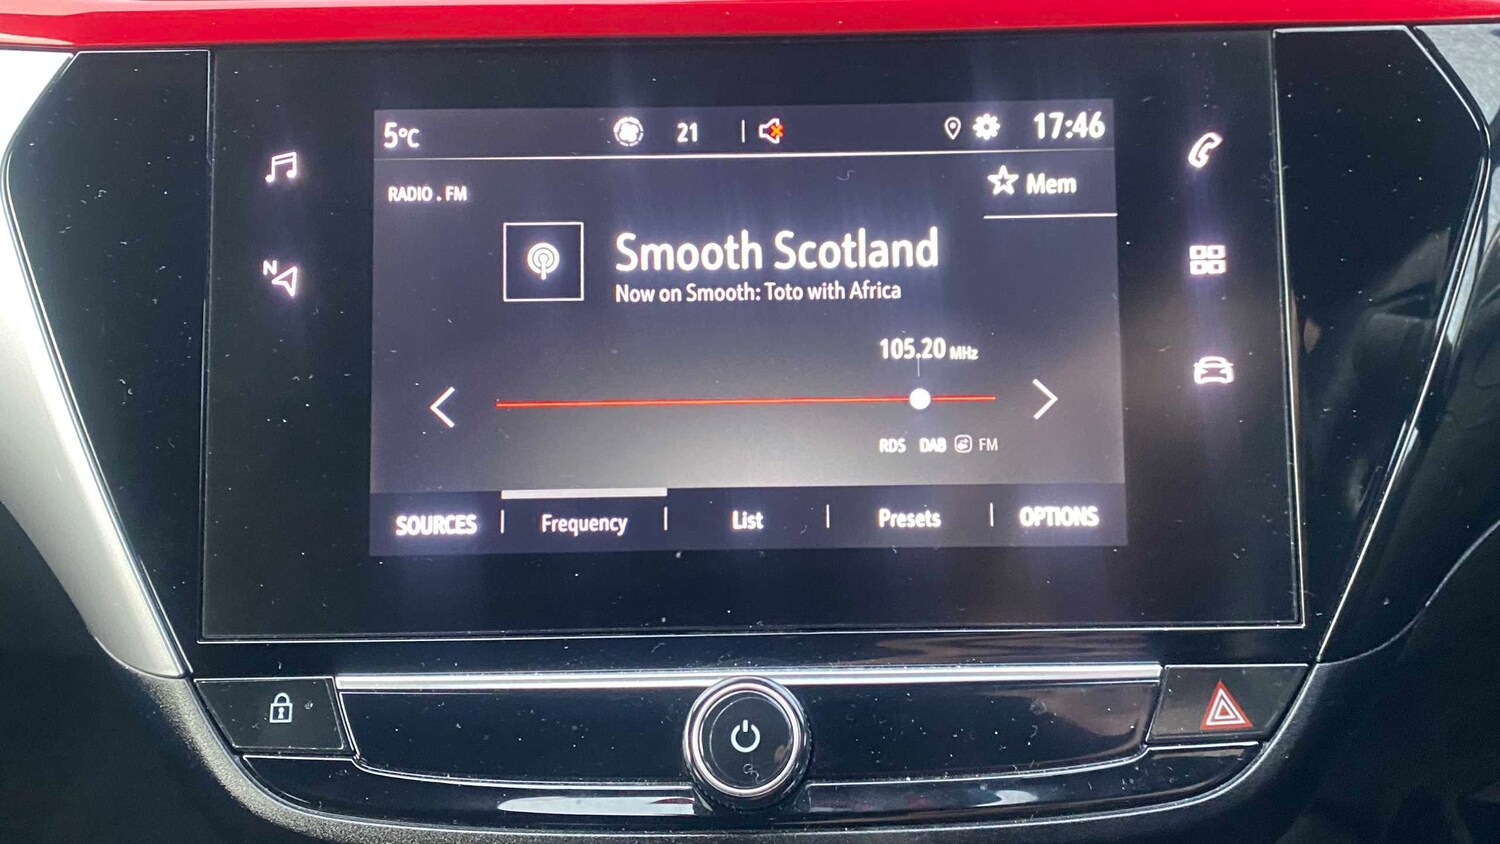 5°C 21 17:46
RADIO . FM
Mem
Smooth Scotland
Now on Smooth: Toto with Africa
105.20 MHz
RDS DAB FM
SOURCES Frequency List Presets OPTIONS
N